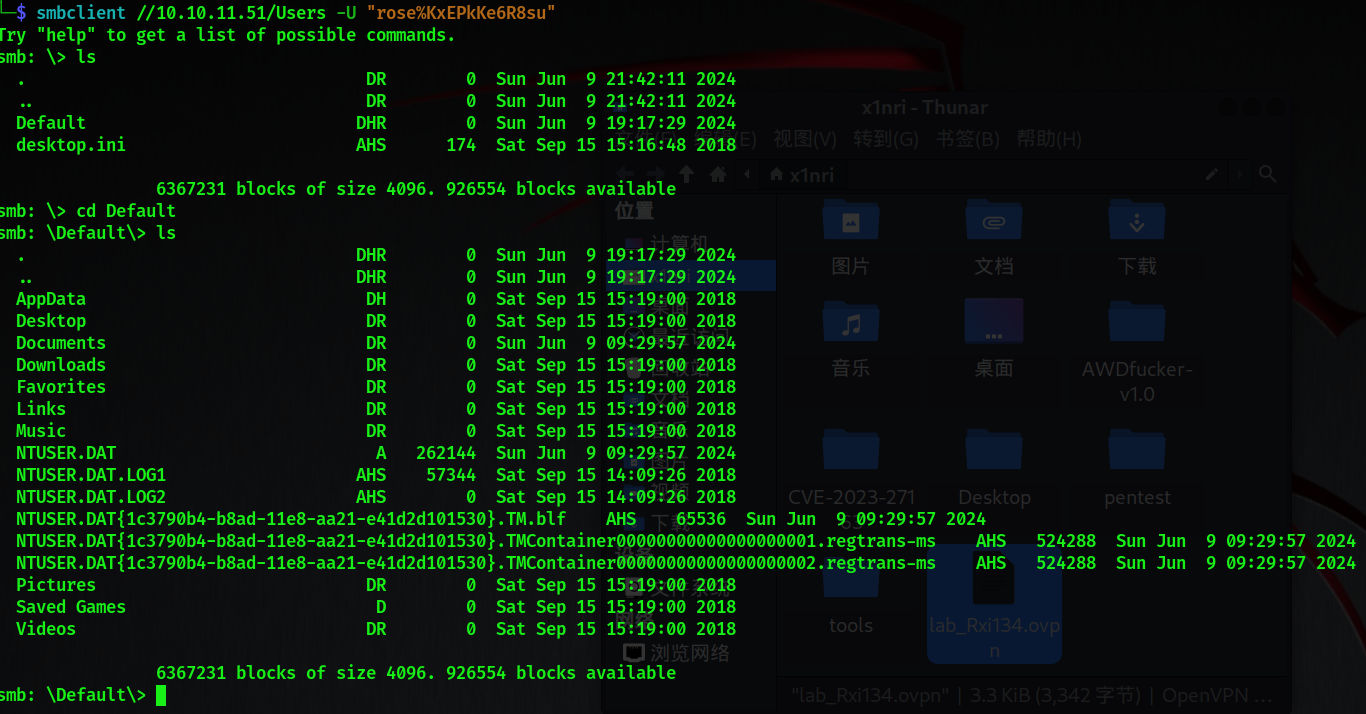 └─$ smbclient //10.10.11.51/Users -U "rose%KxEPkKe6R8su"
Try "help" to get a list of possible commands.
smb: \> ls
. DR 0 Sun Jun 9 21:42:11 2024
.. DR 0 Sun Jun 9 21:42:11 2024
Default DHR 0 Sun Jun 9 19:17:29 2024
desktop.ini AHS 174 Sat Sep 15 15:16:48 2018
6367231 blocks of size 4096. 926554 blocks available
smb: \> cd Default
smb: \Default\> ls
. DHR 0 Sun Jun 9 19:17:29 2024
.. DHR 0 Sun Jun 9 19:17:29 2024
AppData DH 0 Sat Sep 15 15:19:00 2018
Desktop DR 0 Sat Sep 15 15:19:00 2018
Documents DR 0 Sun Jun 9 09:29:57 2024
Downloads DR 0 Sat Sep 15 15:19:00 2018
Favorites DR 0 Sat Sep 15 15:19:00 2018
Links DR 0 Sat Sep 15 15:19:00 2018
Music DR 0 Sat Sep 15 15:19:00 2018
NTUSER.DAT A 262144 Sun Jun 9 09:29:57 2024
NTUSER.DAT.LOG1 AHS 57344 Sat Sep 15 14:09:26 2018
NTUSER.DAT.LOG2 AHS 0 Sat Sep 15 14:09:26 2018
NTUSER.DAT{1c3790b4-b8ad-11e8-aa21-e41d2d101530}.TM.blf AHS 65536 Sun Jun 9 09:29:57 2024
NTUSER.DAT{1c3790b4-b8ad-11e8-aa21-e41d2d101530}.TMContainer00000000000000000001.regtrans-ms AHS 524288 Sun Jun 9 09:29:57 2024
NTUSER.DAT{1c3790b4-b8ad-11e8-aa21-e41d2d101530}.TMContainer00000000000000000002.regtrans-ms AHS 524288 Sun Jun 9 09:29:57 2024
Pictures DR 0 Sat Sep 15 15:19:00 2018
Saved Games D 0 Sat Sep 15 15:19:00 2018
Videos DR 0 Sat Sep 15 15:19:00 2018
6367231 blocks of size 4096. 926554 blocks available
smb: \Default\>
x1nri - Thunar
视图(V) 转到(G) 书签(B) 帮助(H)
x1nri
位置
计算机
图片 文档 下载
音乐 桌面 AWDfucker-
v1.0
CVE-2023-271 Desktop pentest
tools lab_Rxi134.ovp
n
浏览网络
"lab_Rxi134.ovpn" | 3.3 KiB (3,342 字节) | OpenVPN ...